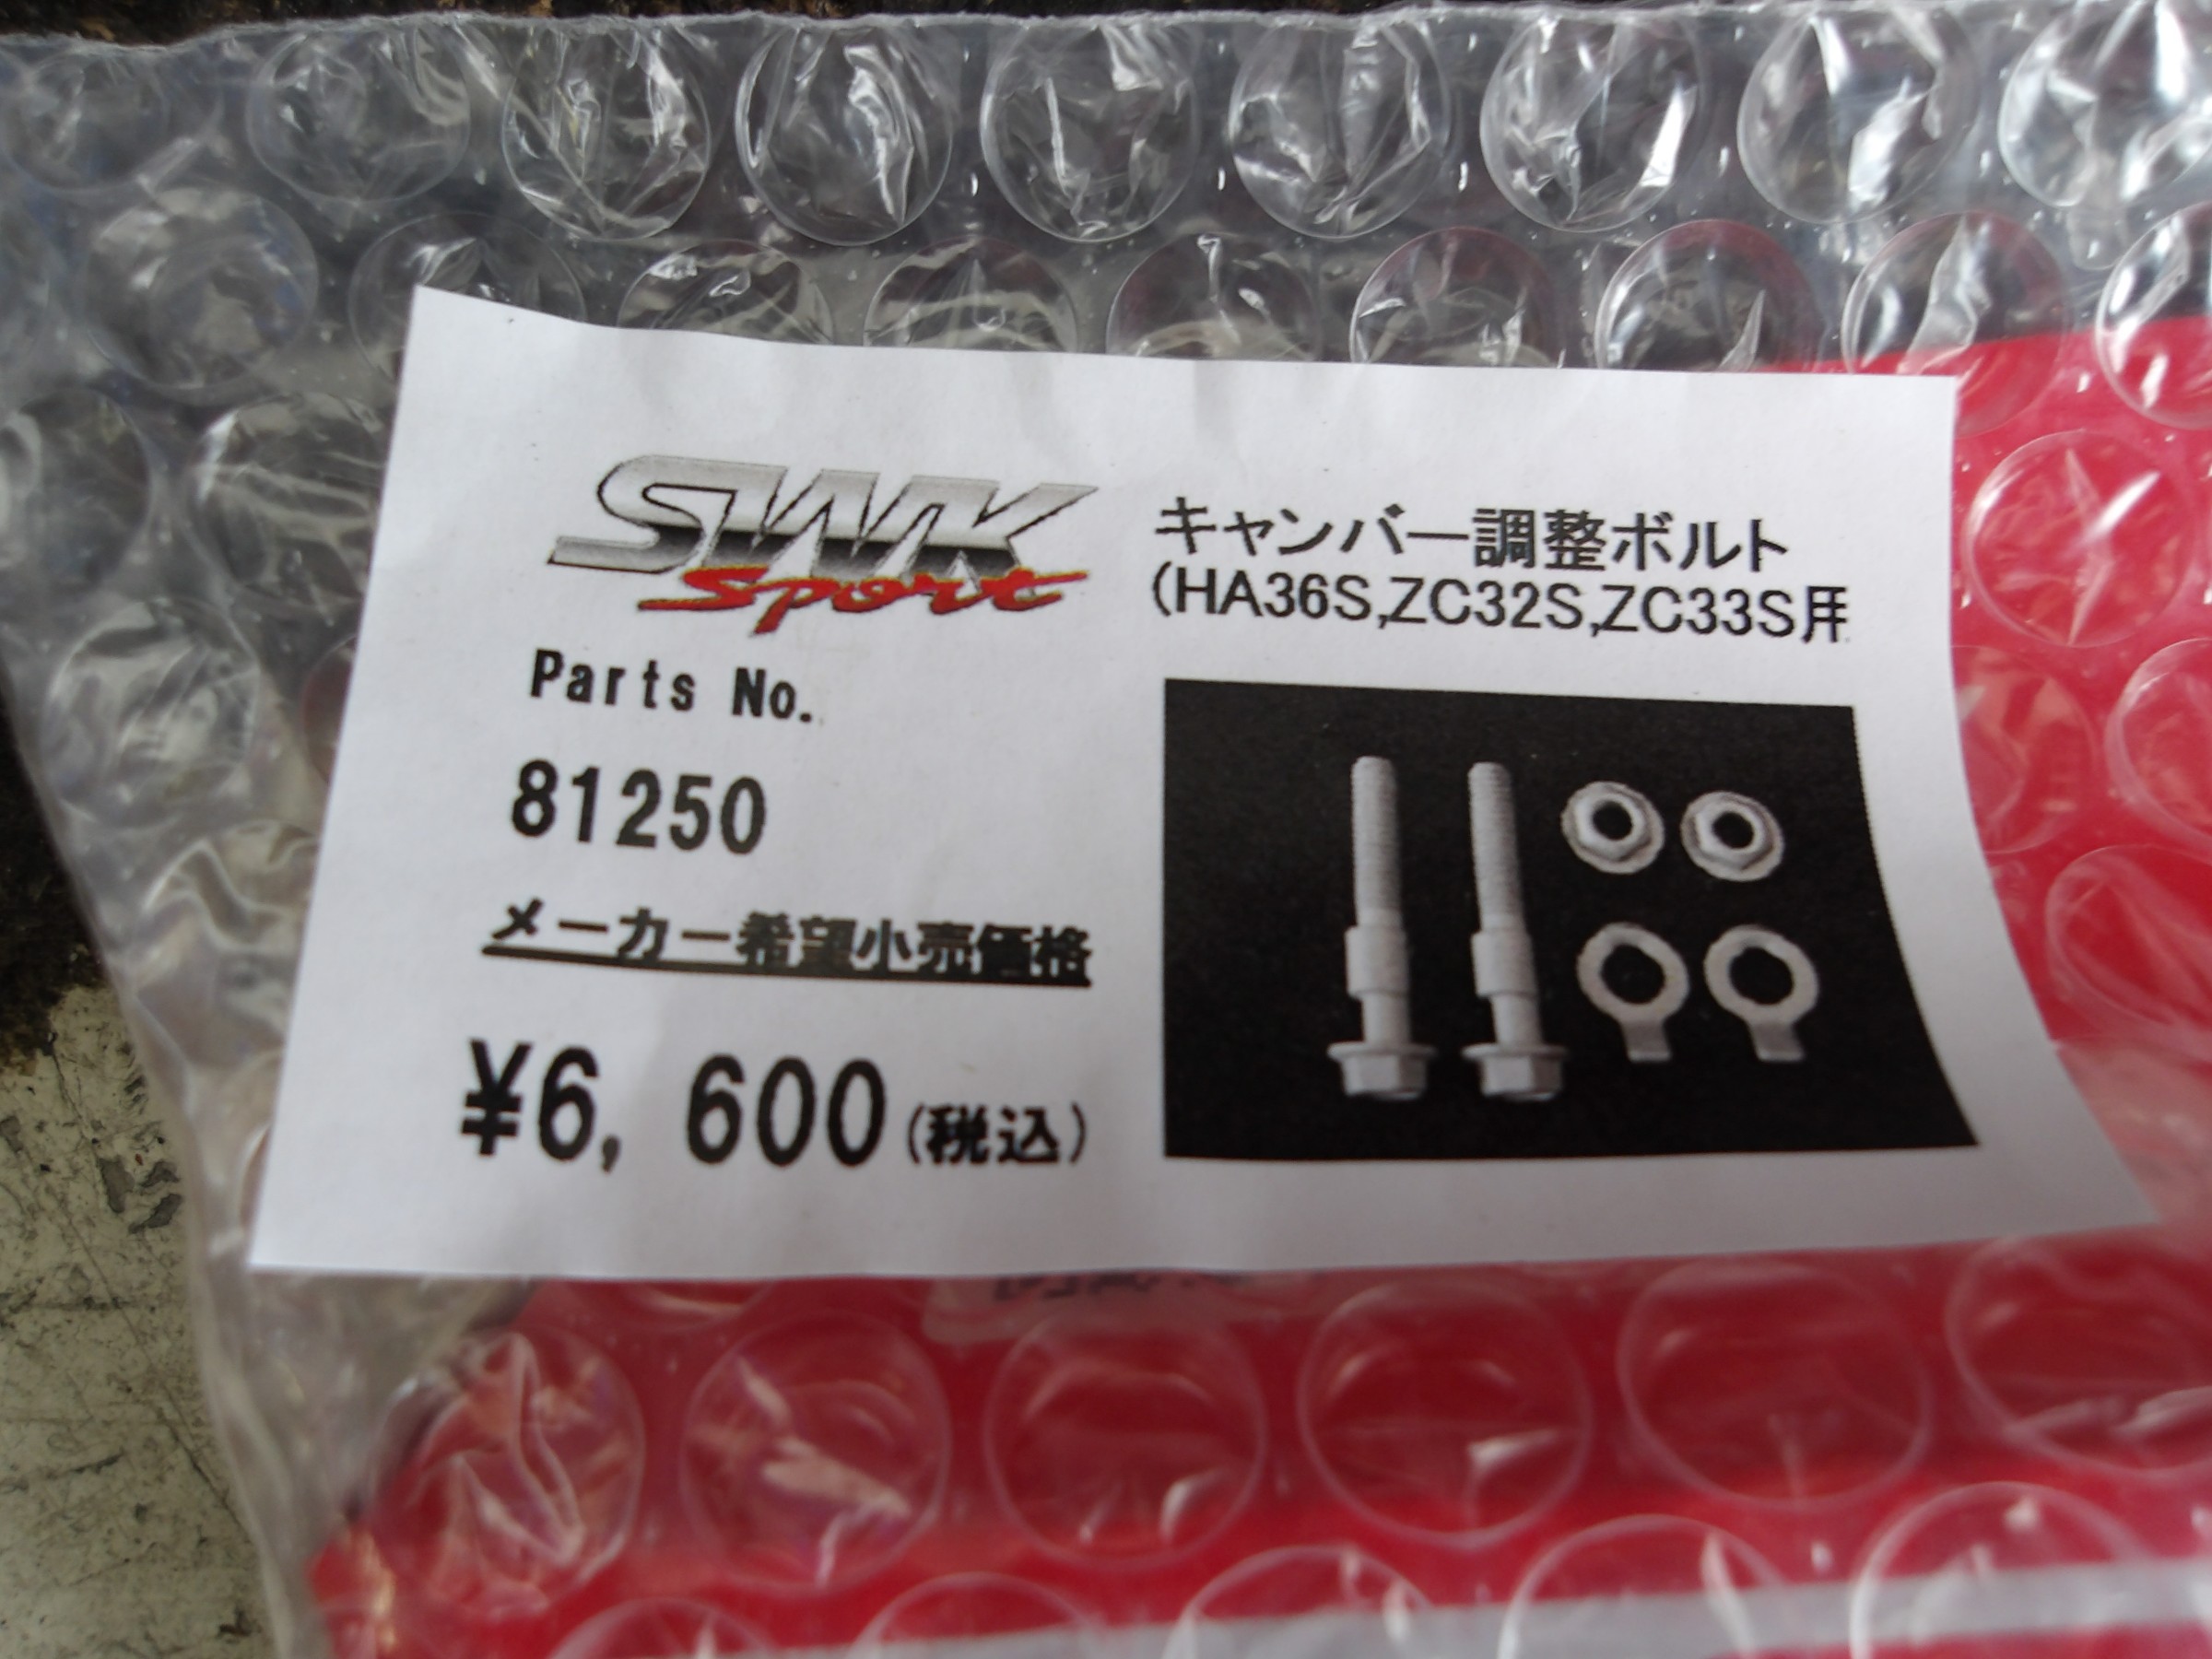 SWK
Sport
キャンバー調整ボルト
(HA36S,ZC32S,ZC33S用
Parts No.
81250
メーカー希望小売価格
¥6,600(税込)